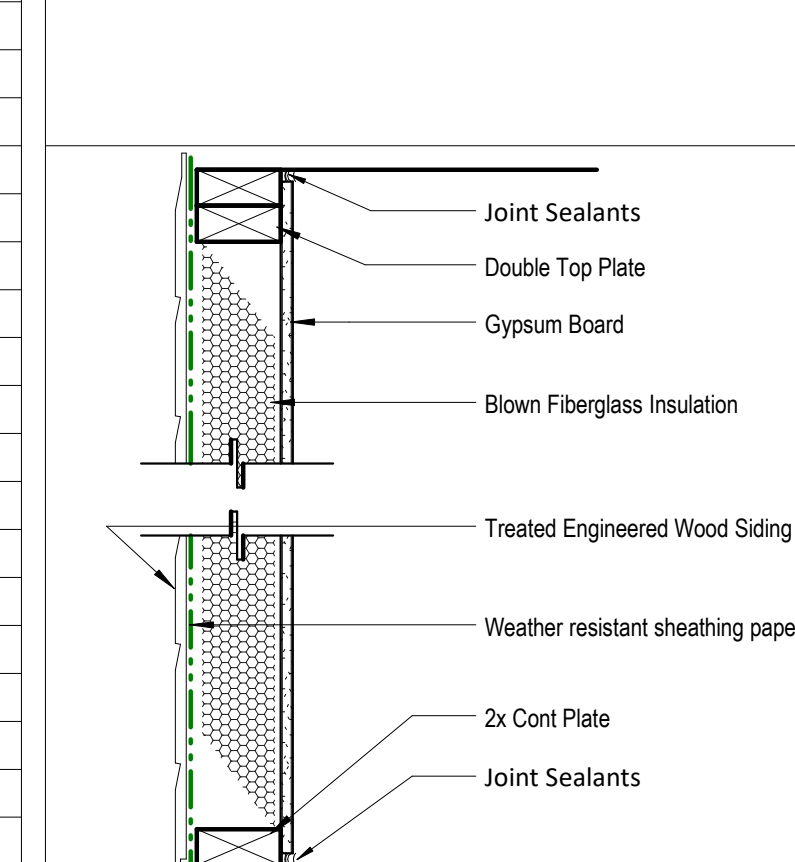 Joint Sealants
Double Top Plate
Gypsum Board
Blown Fiberglass Insulation
Treated Engineered Wood Siding
Weather resistant sheathing pape
2x Cont Plate
Joint Sealants